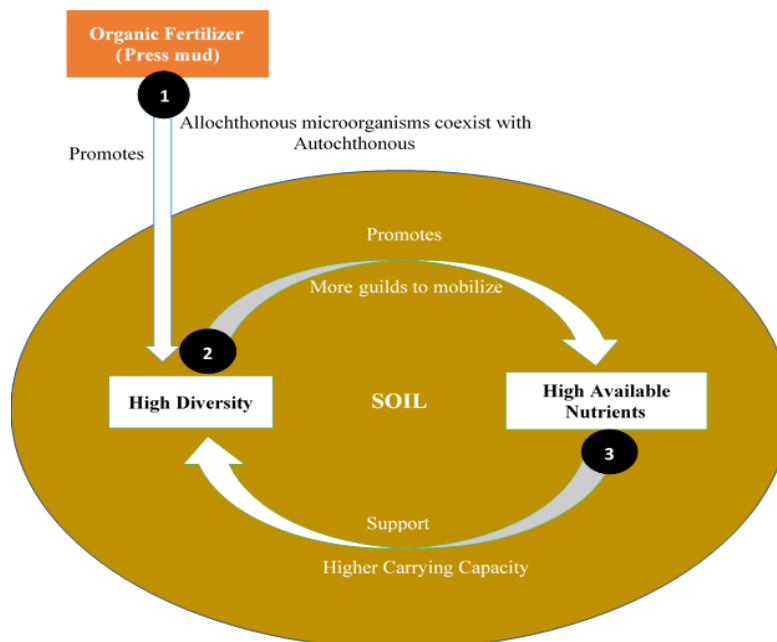 Organic Fertilizer
(Press mud)
1
Allochthonous microorganisms coexist with
Autochthonous
Promotes
Promotes
More guilds to mobilize
2
High Diversity
SOIL
High Available
Nutrients
3
Support
Higher Carrying Capacity